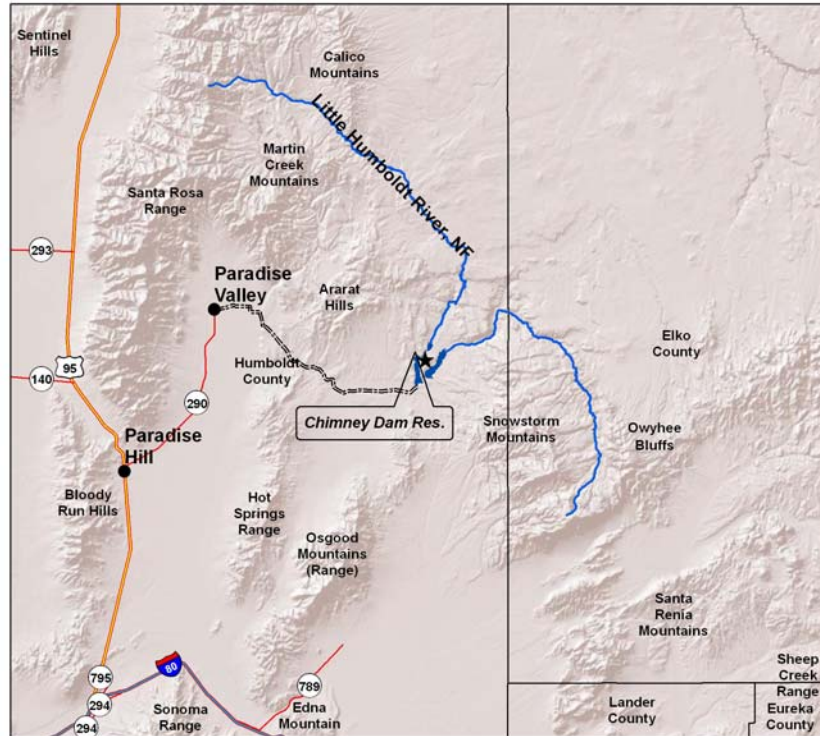 Sentinel
Hills
Calico
Mountains
Little Humboldt River, NF
Martin
Creek
Mountains
Santa Rosa
Range
293
Paradise
Valley
Ararat
Hills
Elko
County
Humboldt
County
95
140
290
Chimney Dam Res.
Snowstorm
Mountains
Owyhee
Bluffs
Paradise
Hill
Bloody
Run Hills
Hot
Springs
Range
Osgood
Mountains
(Range)
Santa
Renia
Mountains
80
795
294
294
789
Sonoma
Range
Edna
Mountain
Lander
County
Sheep
Creek
Range
Eureka
County